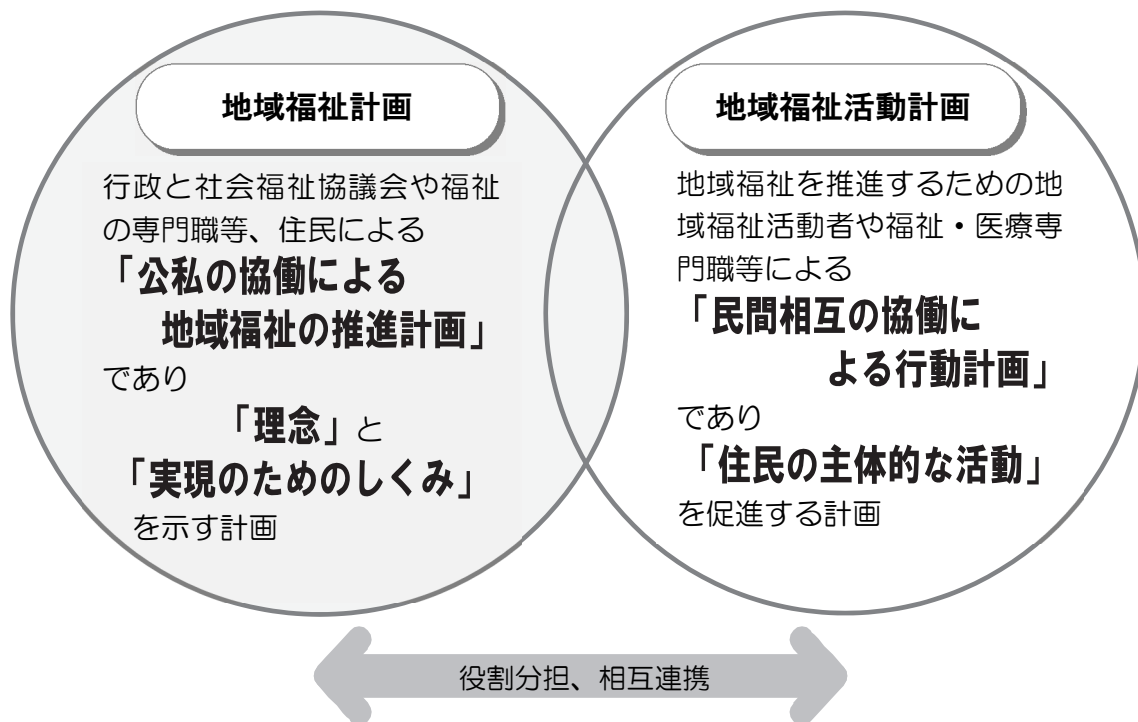 地域福祉計画
行政と社会福祉協議会や福祉
の専門職等、住民による
「公私の協働による
地域福祉の推進計画」
であり
「理念」と
「実現のためのしくみ」
を示す計画
地域福祉活動計画
地域福祉を推進するための地
域福祉活動者や福祉・医療専
門職等による
「民間相互の協働に
よる行動計画」
であり
「住民の主体的な活動」
を促進する計画
役割分担、相互連携